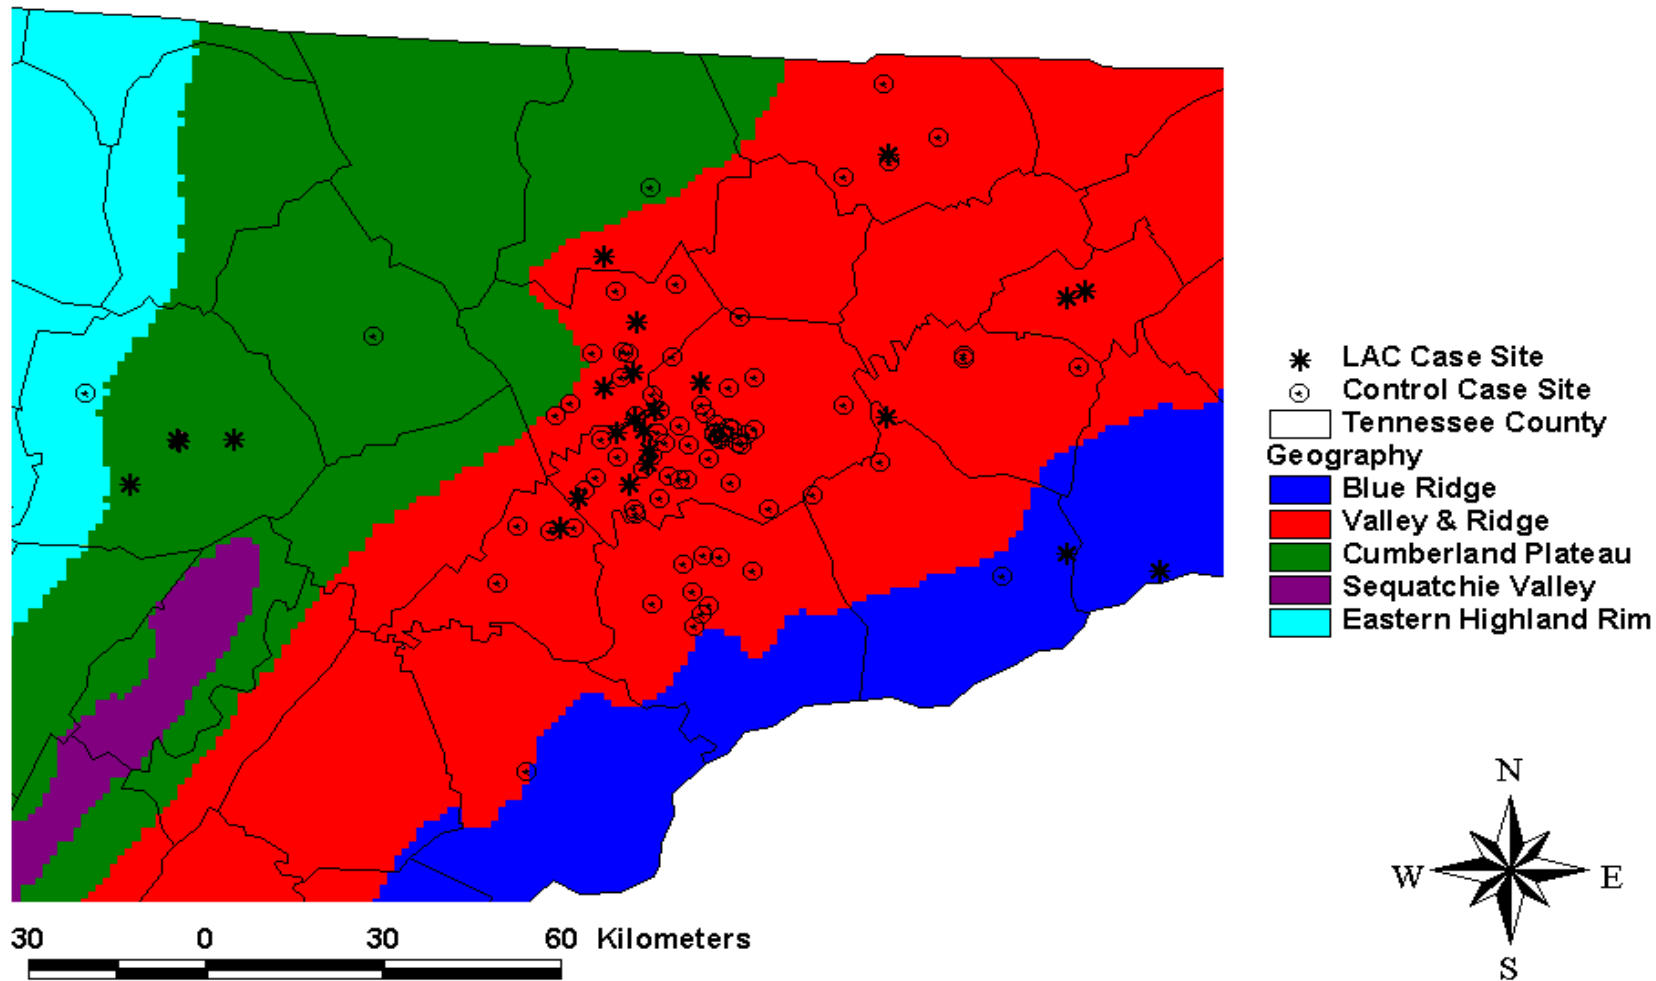 LAC Case Site
Control Case Site
Tennessee County
Geography
Blue Ridge
Valley & Ridge
Cumberland Plateau
Sequatchie Valley
Eastern Highland Rim
N
W E
S
30 0 30 60 Kilometers